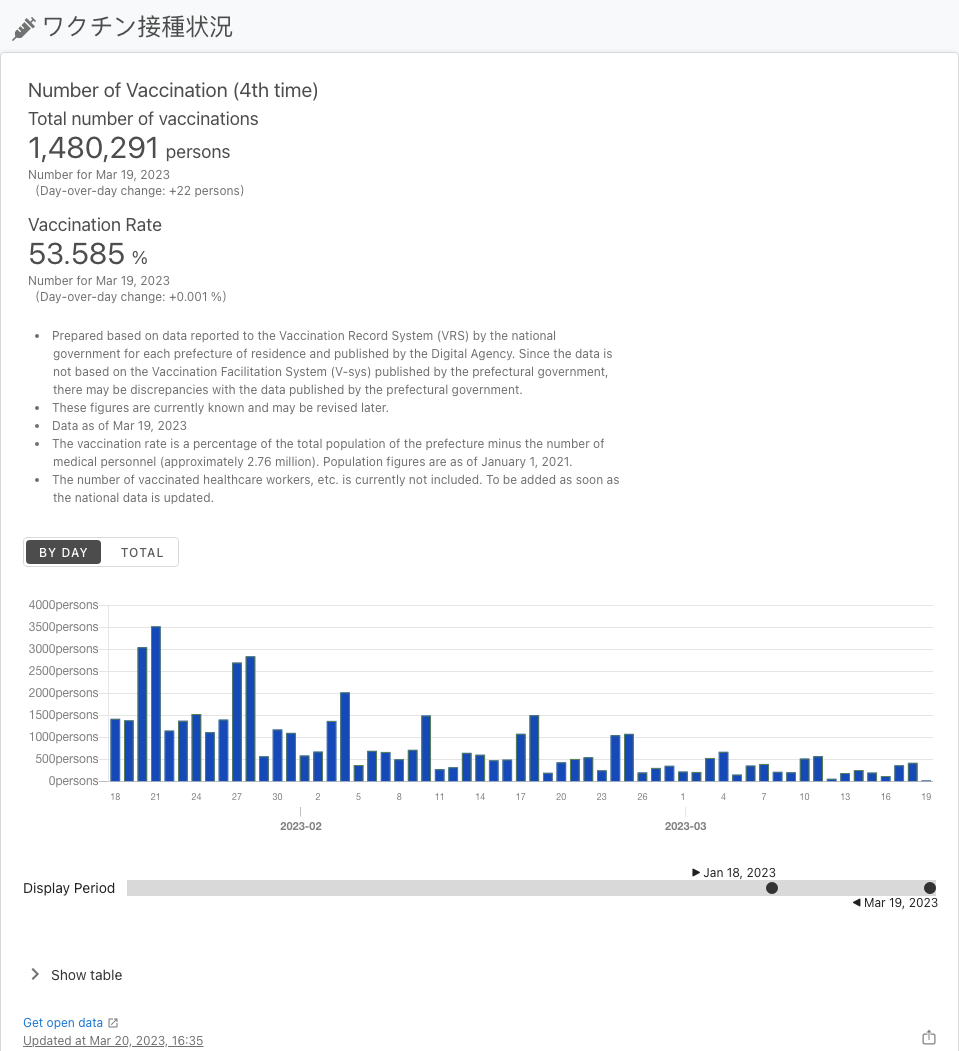 ワクチン接種状況
Number of Vaccination (4th time)
Total number of vaccinations
1,480,291 persons
Number for Mar 19, 2023
(Day-over-day change: +22 persons)
Vaccination Rate
53.585 %
Number for Mar 19, 2023
(Day-over-day change: +0.001 %)
• Prepared based on data reported to the Vaccination Record System (VRS) by the national
government for each prefecture of residence and published by the Digital Agency. Since the data is
not based on the Vaccination Facilitation System (V-sys) published by the prefectural government,
there may be discrepancies with the data published by the prefectural government.
• These figures are currently known and may be revised later.
• Data as of Mar 19, 2023
• The vaccination rate is a percentage of the total population of the prefecture minus the number of
medical personnel (approximately 2.76 million). Population figures are as of January 1, 2021.
• The number of vaccinated healthcare workers, etc. is currently not included. To be added as soon as
the national data is updated.
BY DAY TOTAL
4000persons
3500persons
3000persons
2500persons
2000persons
1500persons
1000persons
500persons
0persons
18 21 24 27 30 2 5 8 11 14 17 20 23 26 1 4 7 10 13 16 19
2023-02 2023-03
Jan 18, 2023
Display Period
Mar 19, 2023
Show table
Get open data
Updated at Mar 20, 2023, 16:35